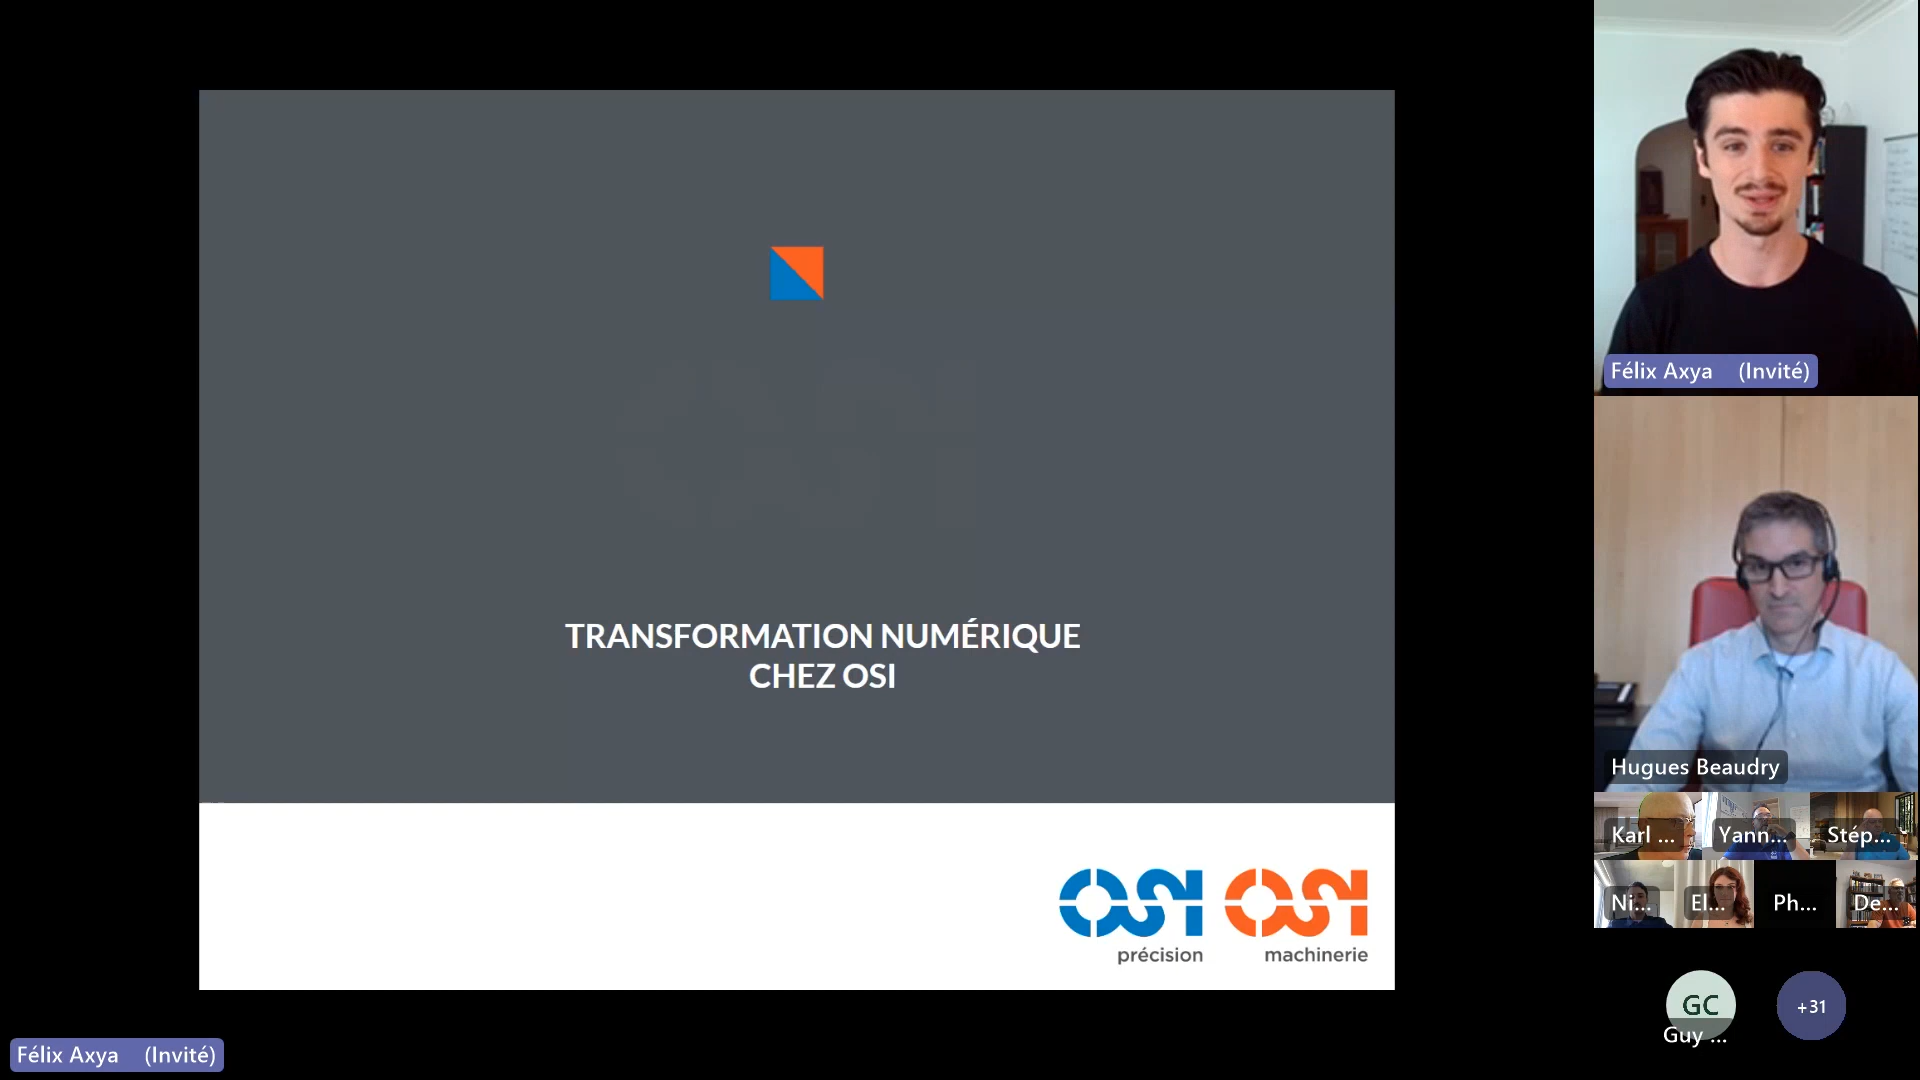 TRANSFORMATION NUMÉRIQUE
CHEZ OSI
OSI OSI
précision machinerie
Félix Axya (Invité)
Hugues Beaudry
Karl ... Yann... Stép...
Ni... El... Ph... De...
GC +31
Guy ...
Félix Axya (Invité)